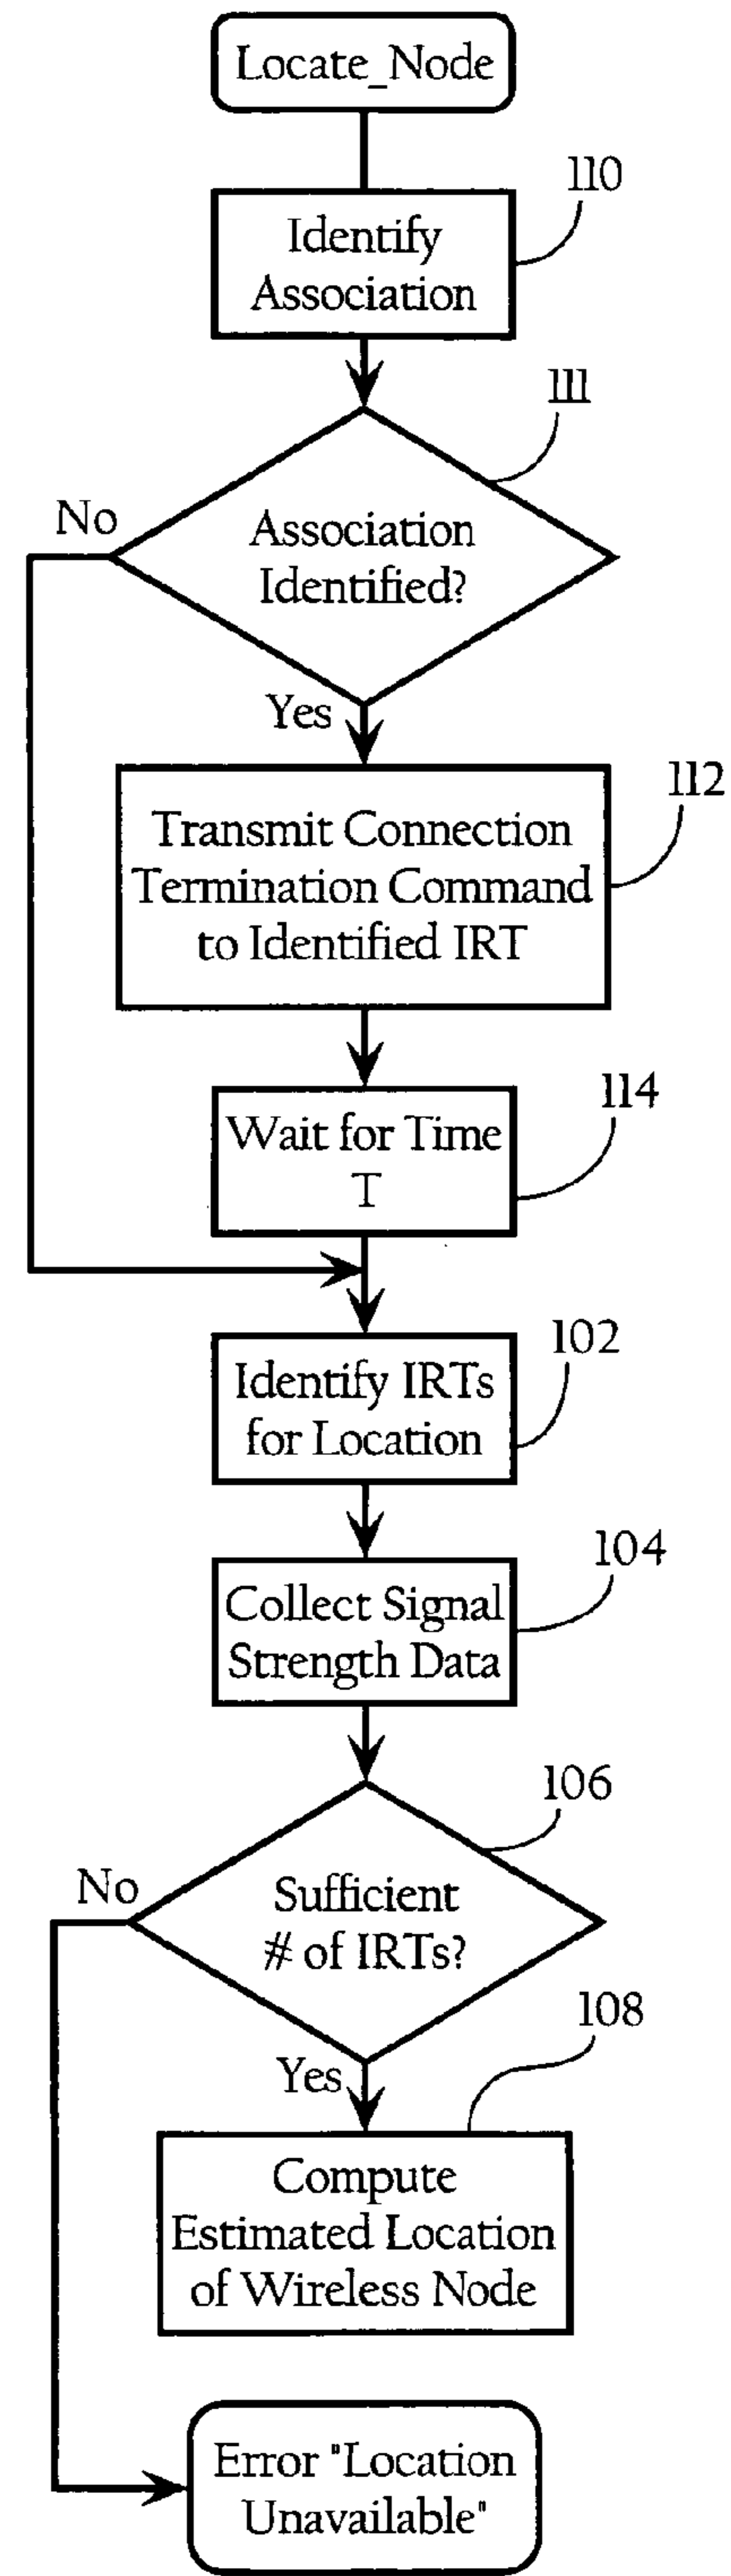 Locate_Node
110
Identify
Association
111
No
Association
Identified?
Yes
112
Transmit Connection
Termination Command
to Identified IRT
114
Wait for Time
T
102
Identify IRTs
for Location
104
Collect Signal
Strength Data
106
No
Sufficient
# of IRTs?
108
Yes
Compute
Estimated Location
of Wireless Node
Error "Location
Unavailable"